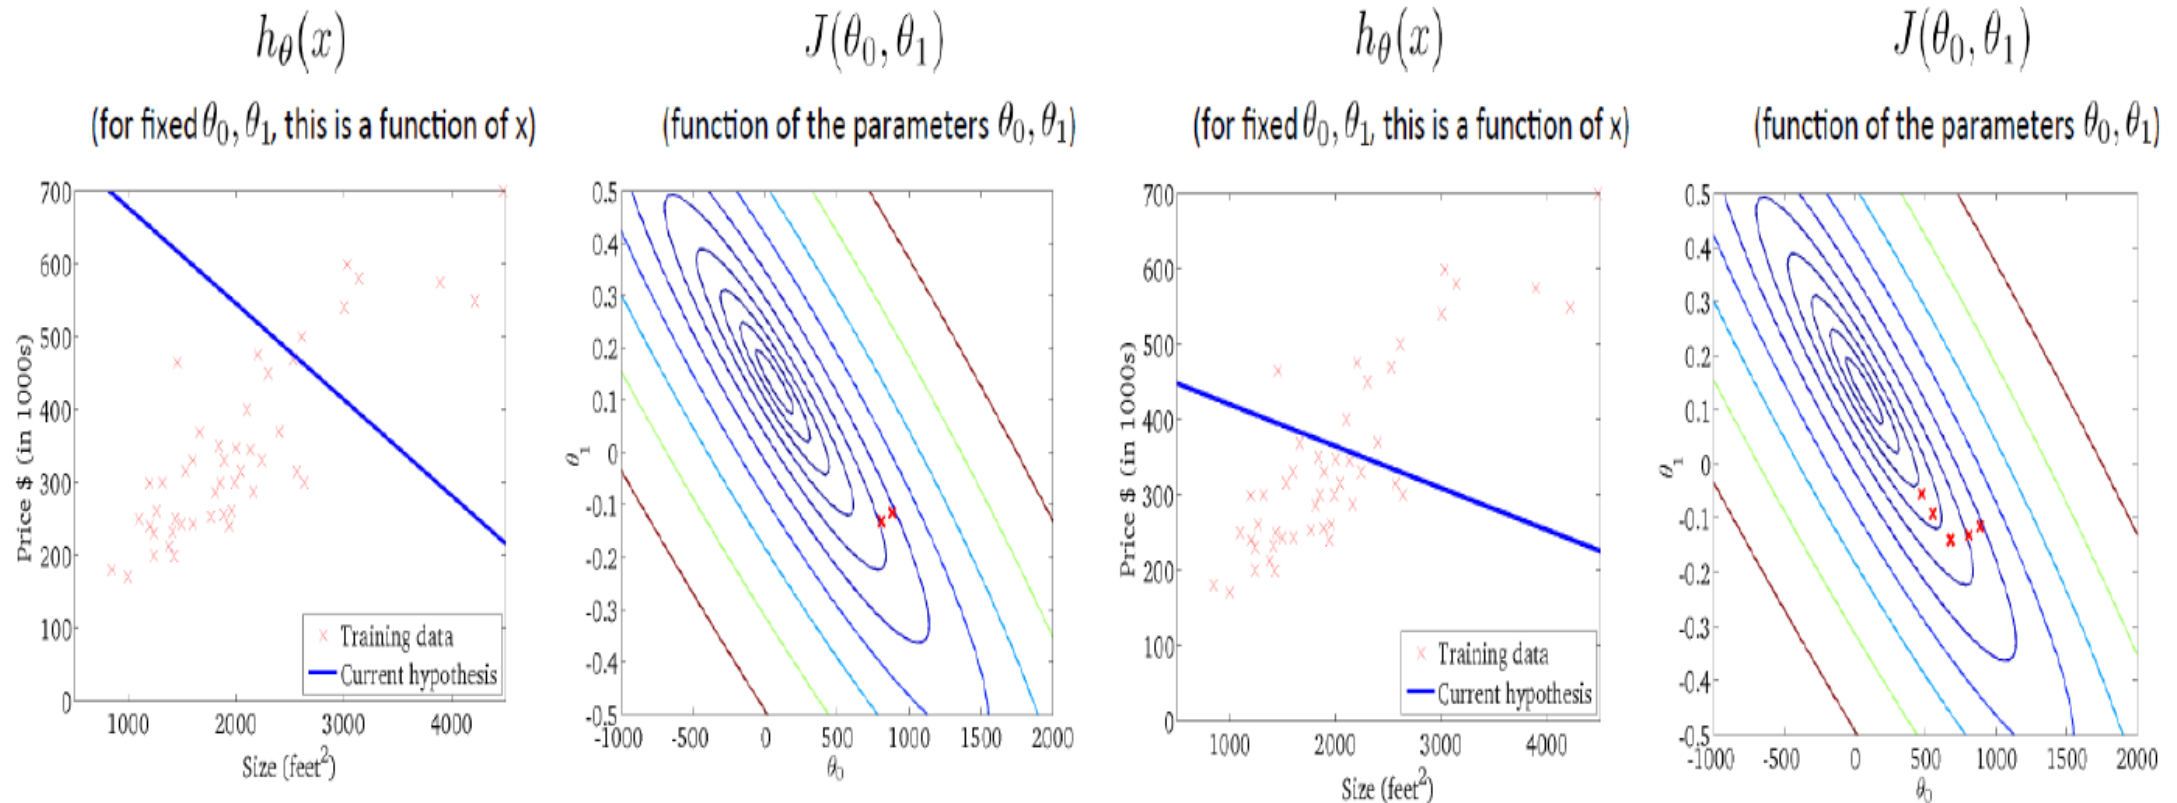 h_θ(x)
J(θ₀, θ₁)
h_θ(x)
J(θ₀, θ₁)
(for fixed θ₀, θ₁, this is a function of x)
(function of the parameters θ₀, θ₁)
(for fixed θ₀, θ₁, this is a function of x)
(function of the parameters θ₀, θ₁)
700
600
500
400
300
200
100
0
Price $ (in 1000s)
1000 2000 3000 4000
Size (feet²)
Training data
Current hypothesis
0.5
0.4
0.3
0.2
0.1
0
-0.1
-0.2
-0.3
-0.4
-0.5
θ₁
-1000 -500 0 500 1000 1500 2000
θ₀
700
600
500
400
300
200
100
0
Price $ (in 1000s)
1000 2000 3000 4000
Size (feet²)
Training data
Current hypothesis
0.5
0.4
0.3
0.2
0.1
0
-0.1
-0.2
-0.3
-0.4
-0.5
θ₁
-1000 -500 0 500 1000 1500 2000
θ₀